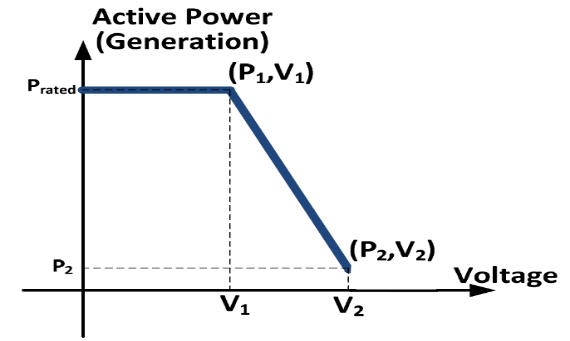 Active Power
(Generation)
(P₁,V₁)
Prated
(P₂,V₂)
P₂
Voltage
V₁
V₂